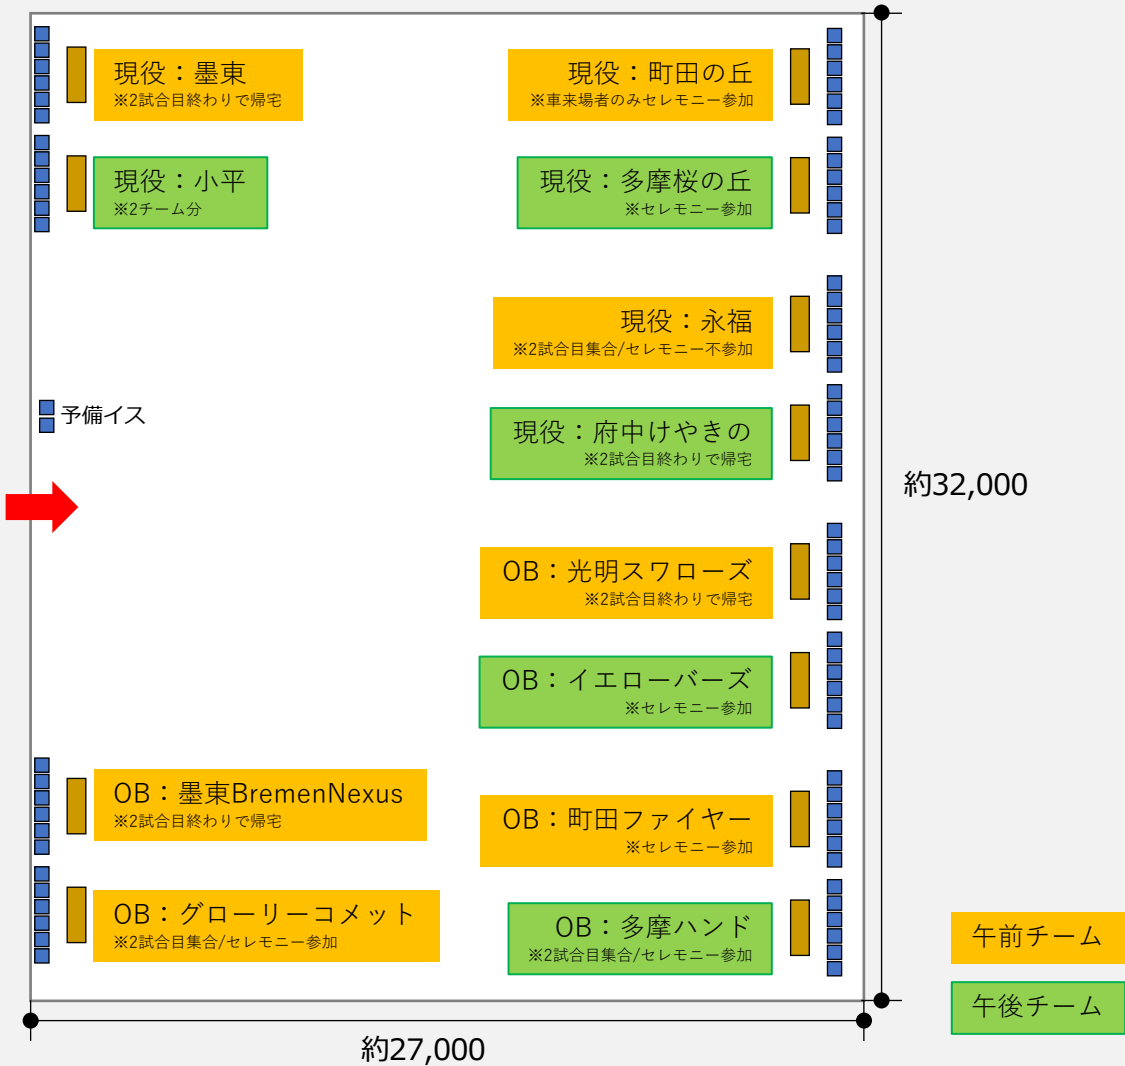 現役：墨東
※2試合目終わりで帰宅
現役：町田の丘
※車来場者のみセレモニー参加
現役：小平
※2チーム分
現役：多摩桜の丘
※セレモニー参加
現役：永福
※2試合目集合/セレモニー不参加
予備イス
現役：府中けやきの
※2試合目終わりで帰宅
約32,000
OB：光明スワローズ
※2試合目終わりで帰宅
OB：イエローバーズ
※セレモニー参加
OB：墨東BremenNexus
※2試合目終わりで帰宅
OB：町田ファイヤー
※セレモニー参加
OB：グローリーコメット
※2試合目集合/セレモニー参加
OB：多摩ハンド
※2試合目集合/セレモニー参加
午前チーム
午後チーム
約27,000